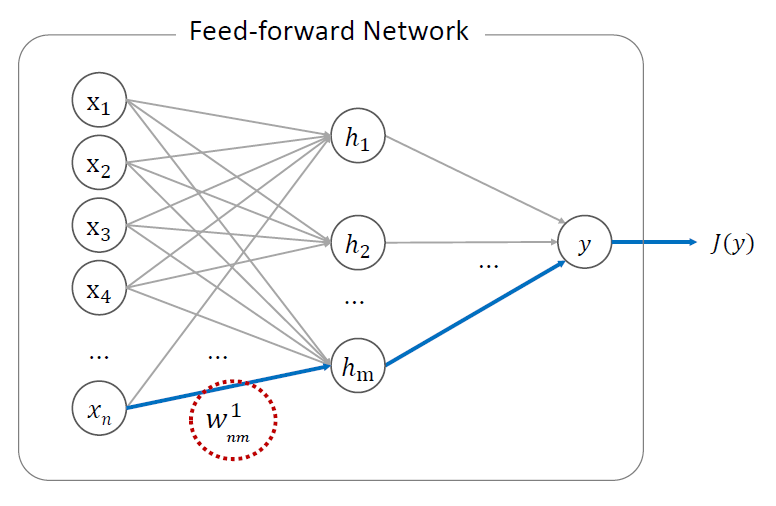 Feed-forward Network
x₁
x₂
x₃
x₄
...
xₙ
...
w¹ₙₘ
h₁
h₂
...
hₘ
...
y
J(y)